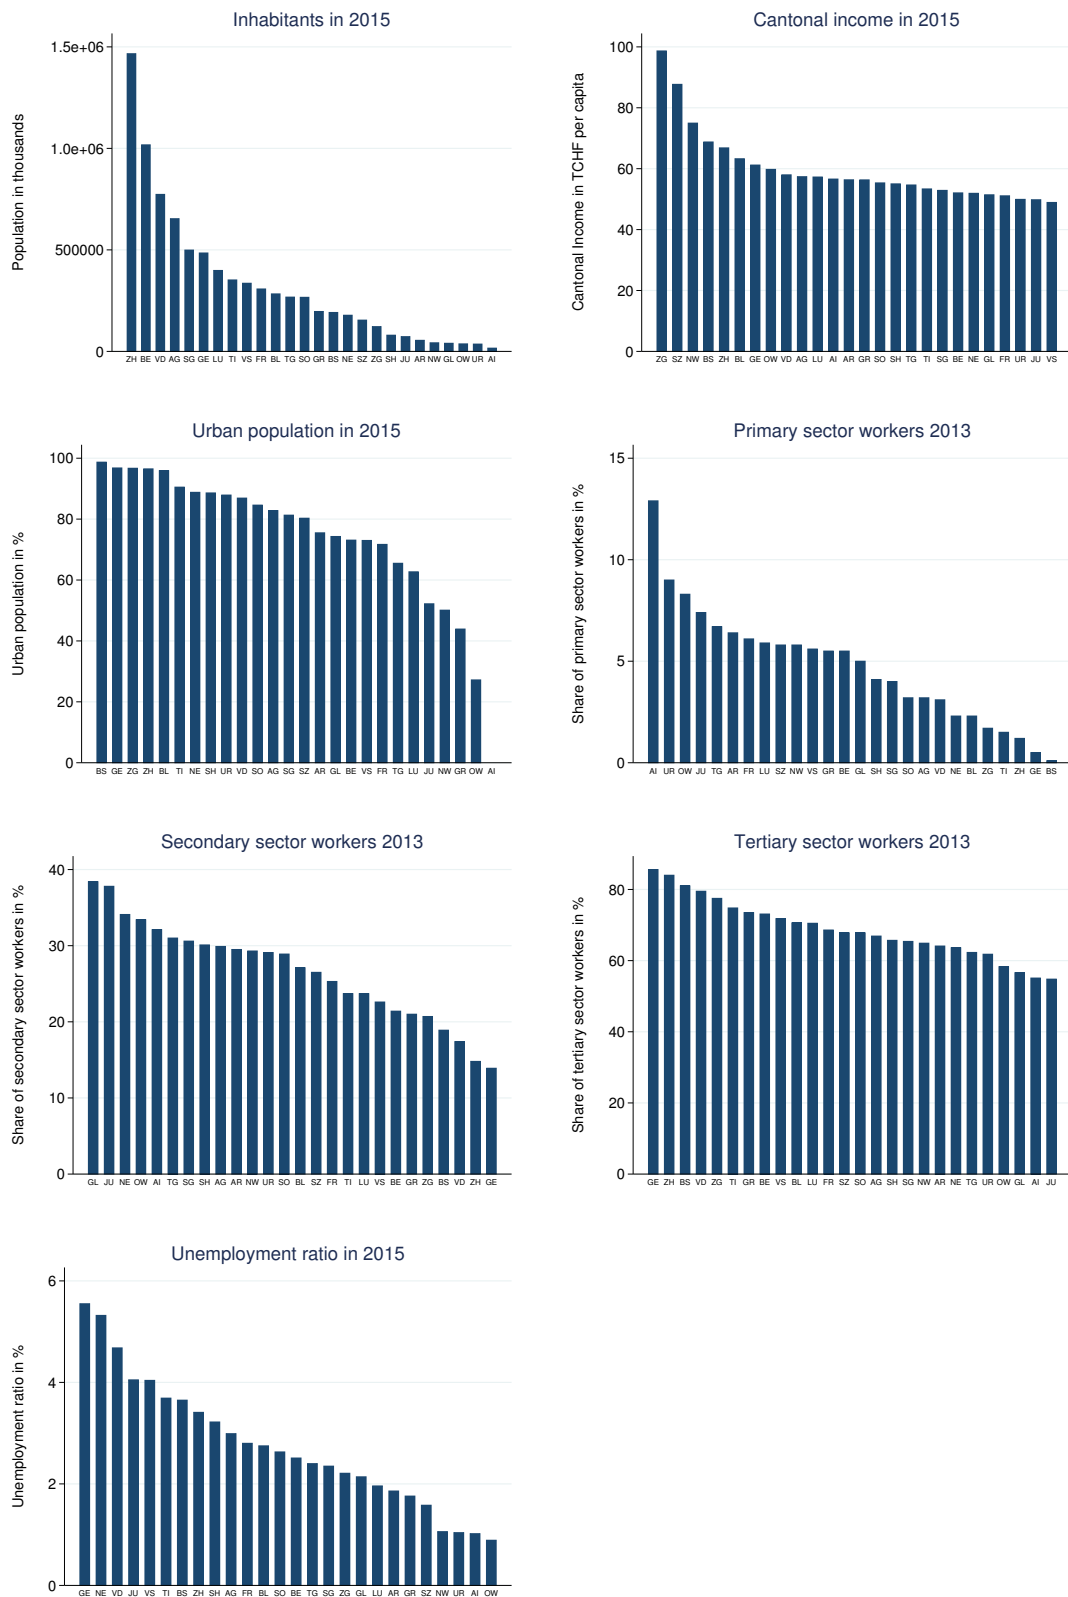 Inhabitants in 2015
Population in thousands
1.5e+06
1.0e+06
500000
0
ZH BE VD AG SG GE LU TI VS FR BL TG SO GR BS NE SZ ZG SH JU AR NW GL OW UR AI
Cantonal income in 2015
Cantonal Income in TCHF per capita
100
80
60
40
20
0
ZG SZ NW BS ZH BL GE OW VD AG LU AI AR GR SO SH TG TI SG BE NE GL FR UR JU VS
Urban population in 2015
Urban population in %
100
80
60
40
20
0
BS GE ZG ZH BL TI NE SH UR VD SO AG SG SZ AR GL BE VS FR TG LU JU NW GR OW AI
Primary sector workers 2013
Share of primary sector workers in %
15
10
5
0
AI UR OW JU TG AR FR LU SZ NW VS GR BE GL SH SG SO AG VD NE BL ZG TI ZH GE BS
Secondary sector workers 2013
Share of secondary sector workers in %
40
30
20
10
0
GL JU NE OW AI TG SG SH AG AR NW UR SO BL SZ FR TI LU VS BE GR ZG BS VD ZH GE
Tertiary sector workers 2013
Share of tertiary sector workers in %
80
60
40
20
0
GE ZH BS VD ZG TI GR BE VS BL LU FR SZ SO AG SH SG NW AR NE TG UR OW GL AI JU
Unemployment ratio in 2015
Unemployment ratio in %
6
4
2
0
GE NE VD JU VS TI BS ZH SH AG FR BL SO BE TG SG ZG GL LU AR GR SZ NW UR AI OW